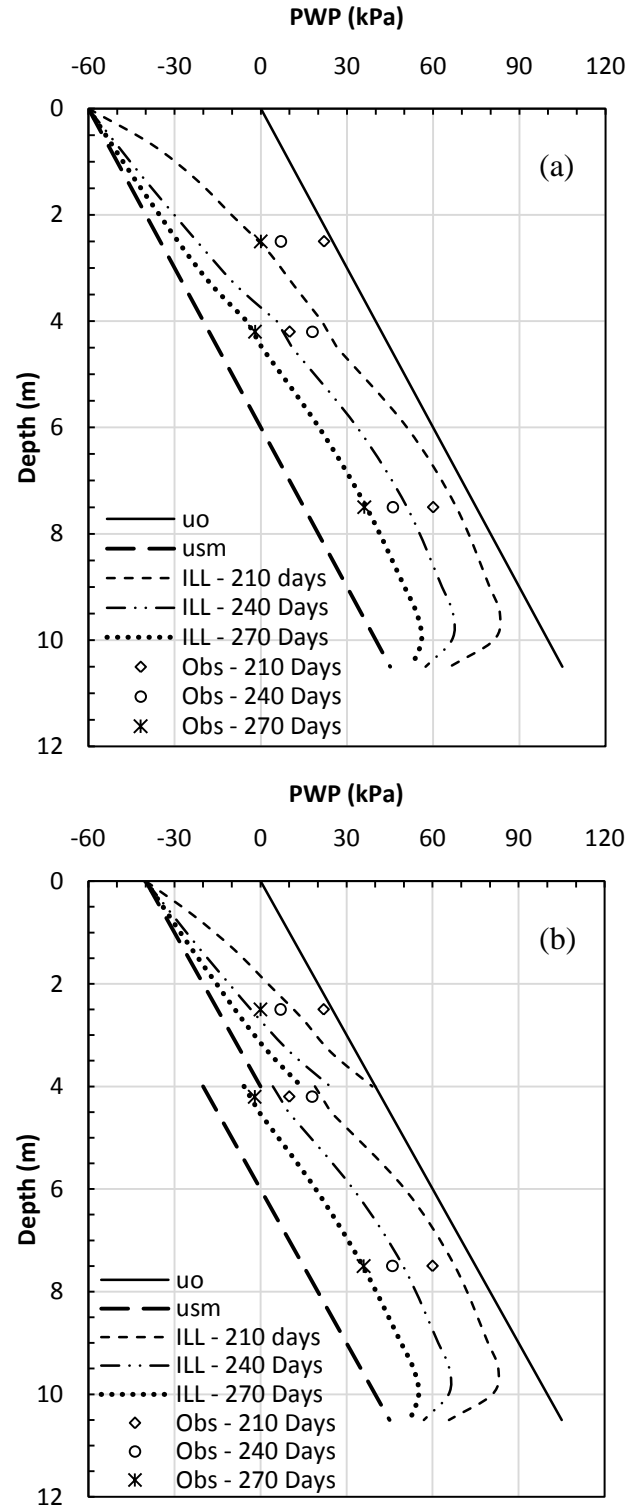 PWP (kPa)
-60 -30 0 30 60 90 120
0
(a)
2
4
Depth (m)
6
8
uo
usm
ILL - 210 days
ILL - 240 Days
10
ILL - 270 Days
Obs - 210 Days
Obs - 240 Days
Obs - 270 Days
12
PWP (kPa)
-60 -30 0 30 60 90 120
0
(b)
2
4
Depth (m)
6
8
uo
usm
ILL - 210 days
ILL - 240 Days
10
ILL - 270 Days
Obs - 210 Days
Obs - 240 Days
Obs - 270 Days
12